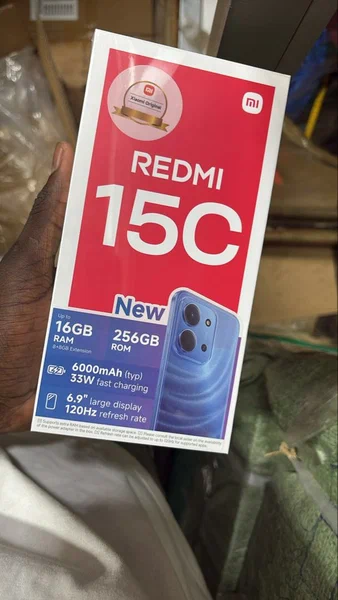 mi
Xiaomi Original
mi
REDMI
15C
New
Up to
16GB
RAM
8+8GB Extension
256GB
ROM
6000mAh (typ)
33W fast charging
6.9" large display
120Hz refresh rate